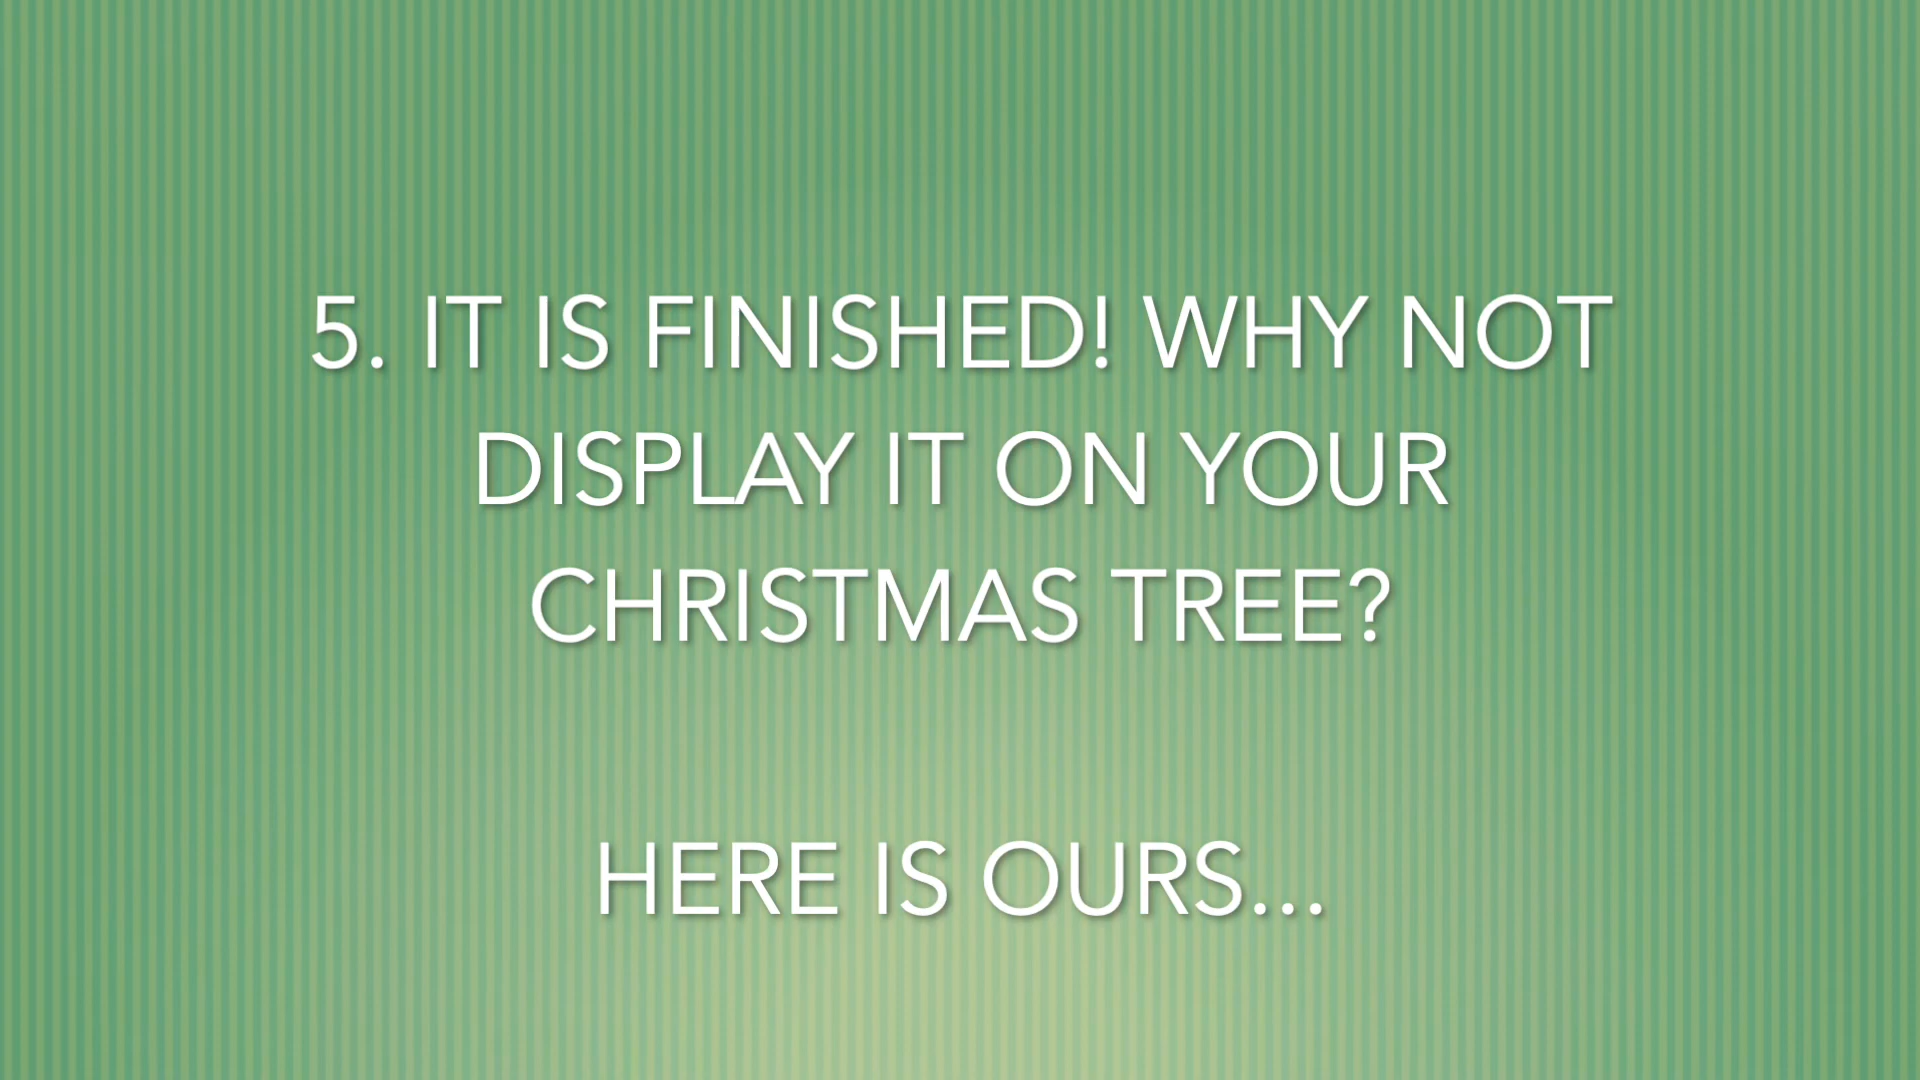 5. IT IS FINISHED! WHY NOT
DISPLAY IT ON YOUR
CHRISTMAS TREE?
HERE IS OURS...